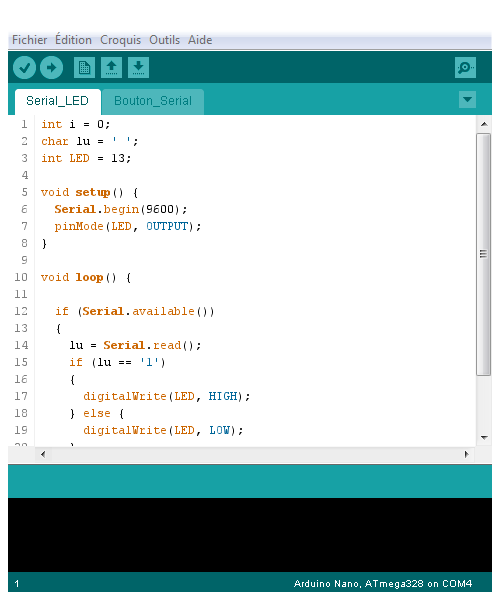 Fichier Édition Croquis Outils Aide
Serial_LED Bouton_Serial
1 int i = 0;
2 char lu = ' ';
3 int LED = 13;
4
5 void setup() {
6 Serial.begin(9600);
7 pinMode(LED, OUTPUT);
8 }
9
10 void loop() {
11
12 if (Serial.available())
13 {
14 lu = Serial.read();
15 if (lu == '1')
16 {
17 digitalWrite(LED, HIGH);
18 } else {
19 digitalWrite(LED, LOW);
1 Arduino Nano, ATmega328 on COM4